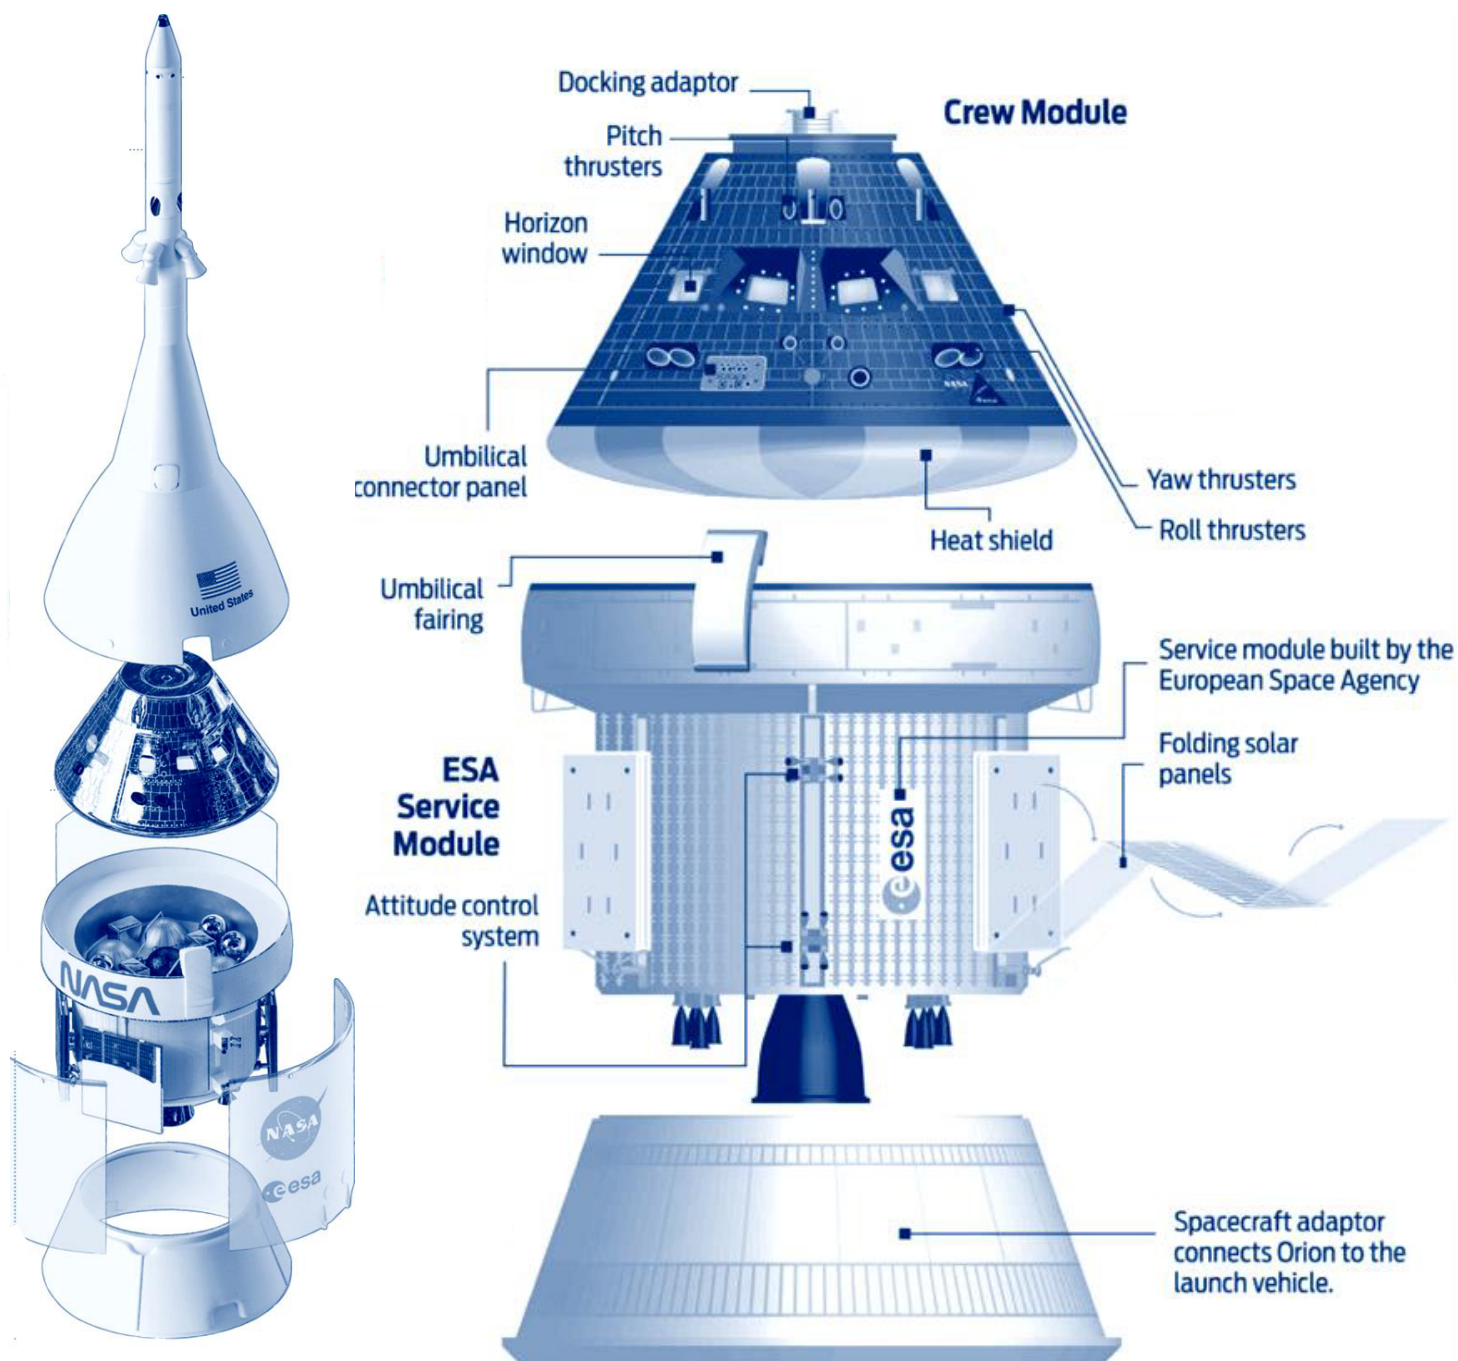 Docking adaptor
Crew Module
Pitch
thrusters
Horizon
window
Umbilical
connector panel
Yaw thrusters
Roll thrusters
Heat shield
NASA
Umbilical
fairing
United States
Service module built by the
European Space Agency
Folding solar
panels
ESA
Service
Module
esa
Attitude control
system
NASA
NASA
esa
Spacecraft adaptor
connects Orion to the
launch vehicle.